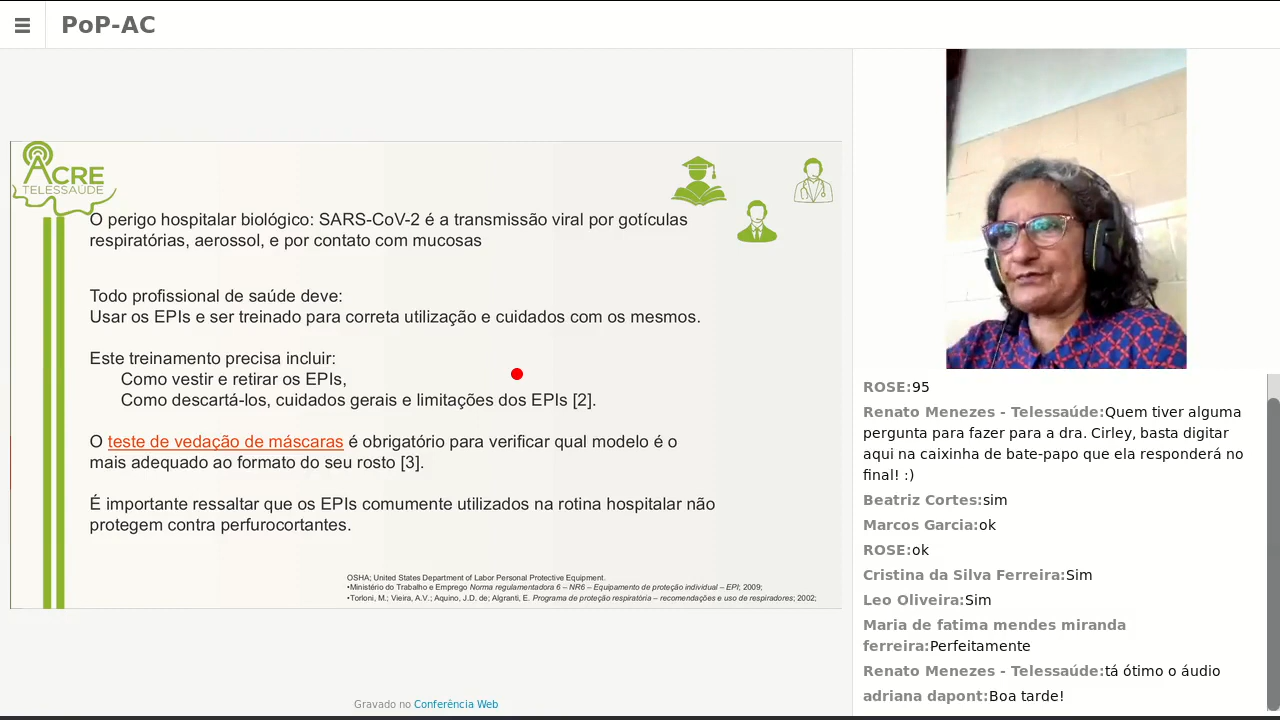 PoP-AC
ACRE
TELESSAÚDE
O perigo hospitalar biológico: SARS-CoV-2 é a transmissão viral por gotículas
respiratórias, aerossol, e por contato com mucosas
Todo profissional de saúde deve:
Usar os EPIs e ser treinado para correta utilização e cuidados com os mesmos.
Este treinamento precisa incluir:
Como vestir e retirar os EPIs,
Como descartá-los, cuidados gerais e limitações dos EPIs [2].
O teste de vedação de máscaras é obrigatório para verificar qual modelo é o
mais adequado ao formato do seu rosto [3].
É importante ressaltar que os EPIs comumente utilizados na rotina hospitalar não
protegem contra perfurocortantes.
OSHA; United States Department of Labor Personal Protective Equipment.
•Ministério do Trabalho e Emprego Norma regulamentadora 6 – NR6 – Equipamento de proteção individual – EPI; 2009;
•Torloni, M.; Vieira, A.V.; Aquino, J.D. de; Algranti, E. Programa de proteção respiratória – recomendações e uso de respiradores; 2002;
Gravado no Conferência Web
ROSE:95
Renato Menezes - Telessaúde:Quem tiver alguma
pergunta para fazer para a dra. Cirley, basta digitar
aqui na caixinha de bate-papo que ela responderá no
final! :)
Beatriz Cortes:sim
Marcos Garcia:ok
ROSE:ok
Cristina da Silva Ferreira:Sim
Leo Oliveira:Sim
Maria de fatima mendes miranda
ferreira:Perfeitamente
Renato Menezes - Telessaúde:tá ótimo o áudio
adriana dapont:Boa tarde!